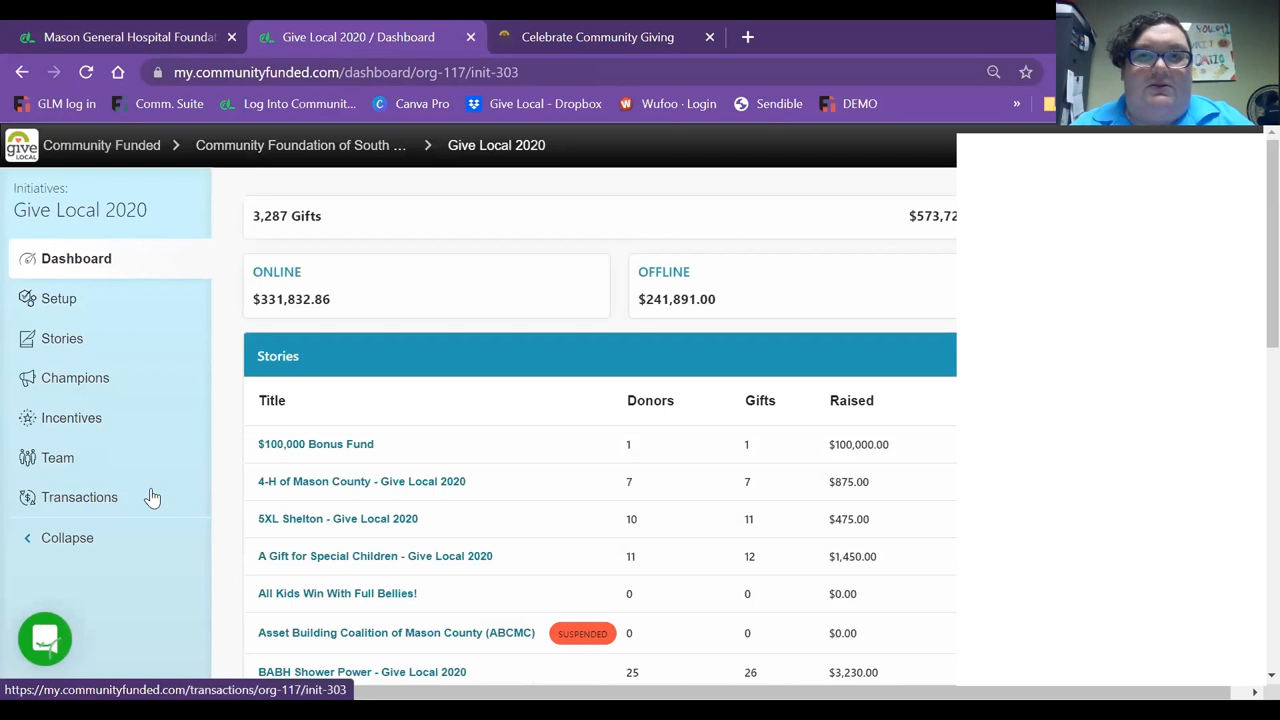 Mason General Hospital Foundat
Give Local 2020 / Dashboard
Celebrate Community Giving
my.communityfunded.com/dashboard/org-117/init-303
GLM log in
Comm. Suite
Log Into Communit...
Canva Pro
Give Local - Dropbox
Wufoo · Login
Sendible
DEMO
»
give LOCAL
Community Funded > Community Foundation of South ... > Give Local 2020
Initiatives:
Give Local 2020
Dashboard
Setup
Stories
Champions
Incentives
Team
Transactions
Collapse
3,287 Gifts
$573,72
ONLINE
$331,832.86
OFFLINE
$241,891.00
Stories
Title Donors Gifts Raised
$100,000 Bonus Fund 1 1 $100,000.00
4-H of Mason County - Give Local 2020 7 7 $875.00
5XL Shelton - Give Local 2020 10 11 $475.00
A Gift for Special Children - Give Local 2020 11 12 $1,450.00
All Kids Win With Full Bellies! 0 0 $0.00
Asset Building Coalition of Mason County (ABCMC) SUSPENDED 0 0 $0.00
BABH Shower Power - Give Local 2020 25 26 $3,230.00
https://my.communityfunded.com/transactions/org-117/init-303